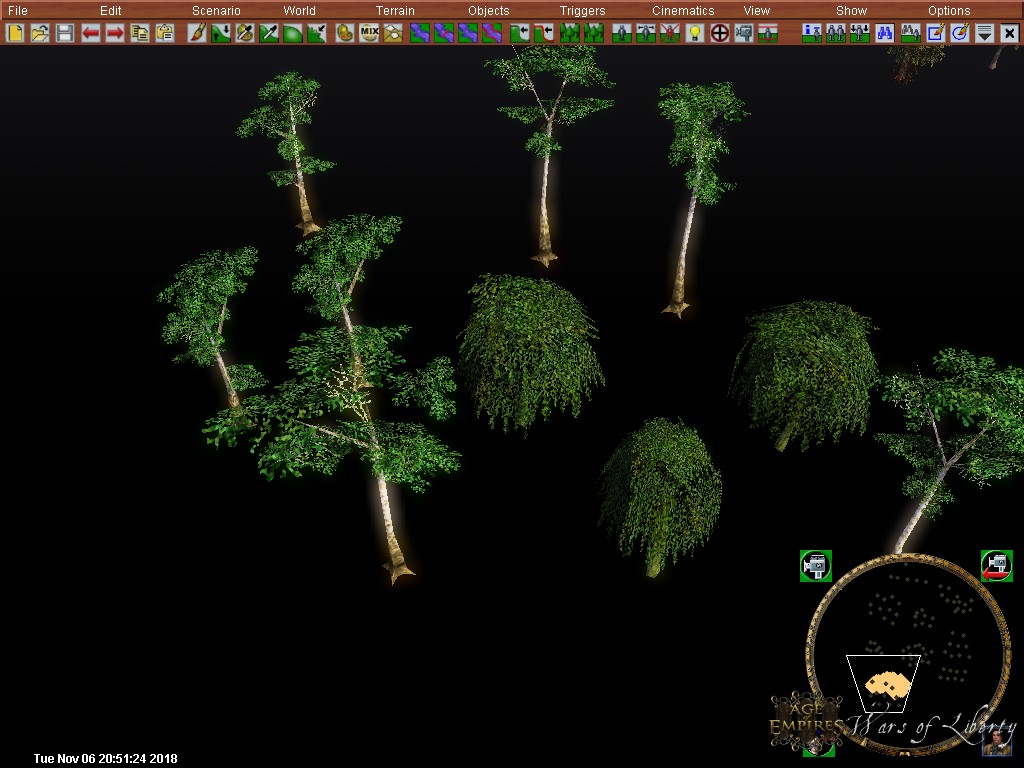 File Edit Scenario World Terrain Objects Triggers Cinematics View Show Options
MIX
AGE
OF
EMPIRES
Wars of Liberty
Tue Nov 06 20:51:24 2018